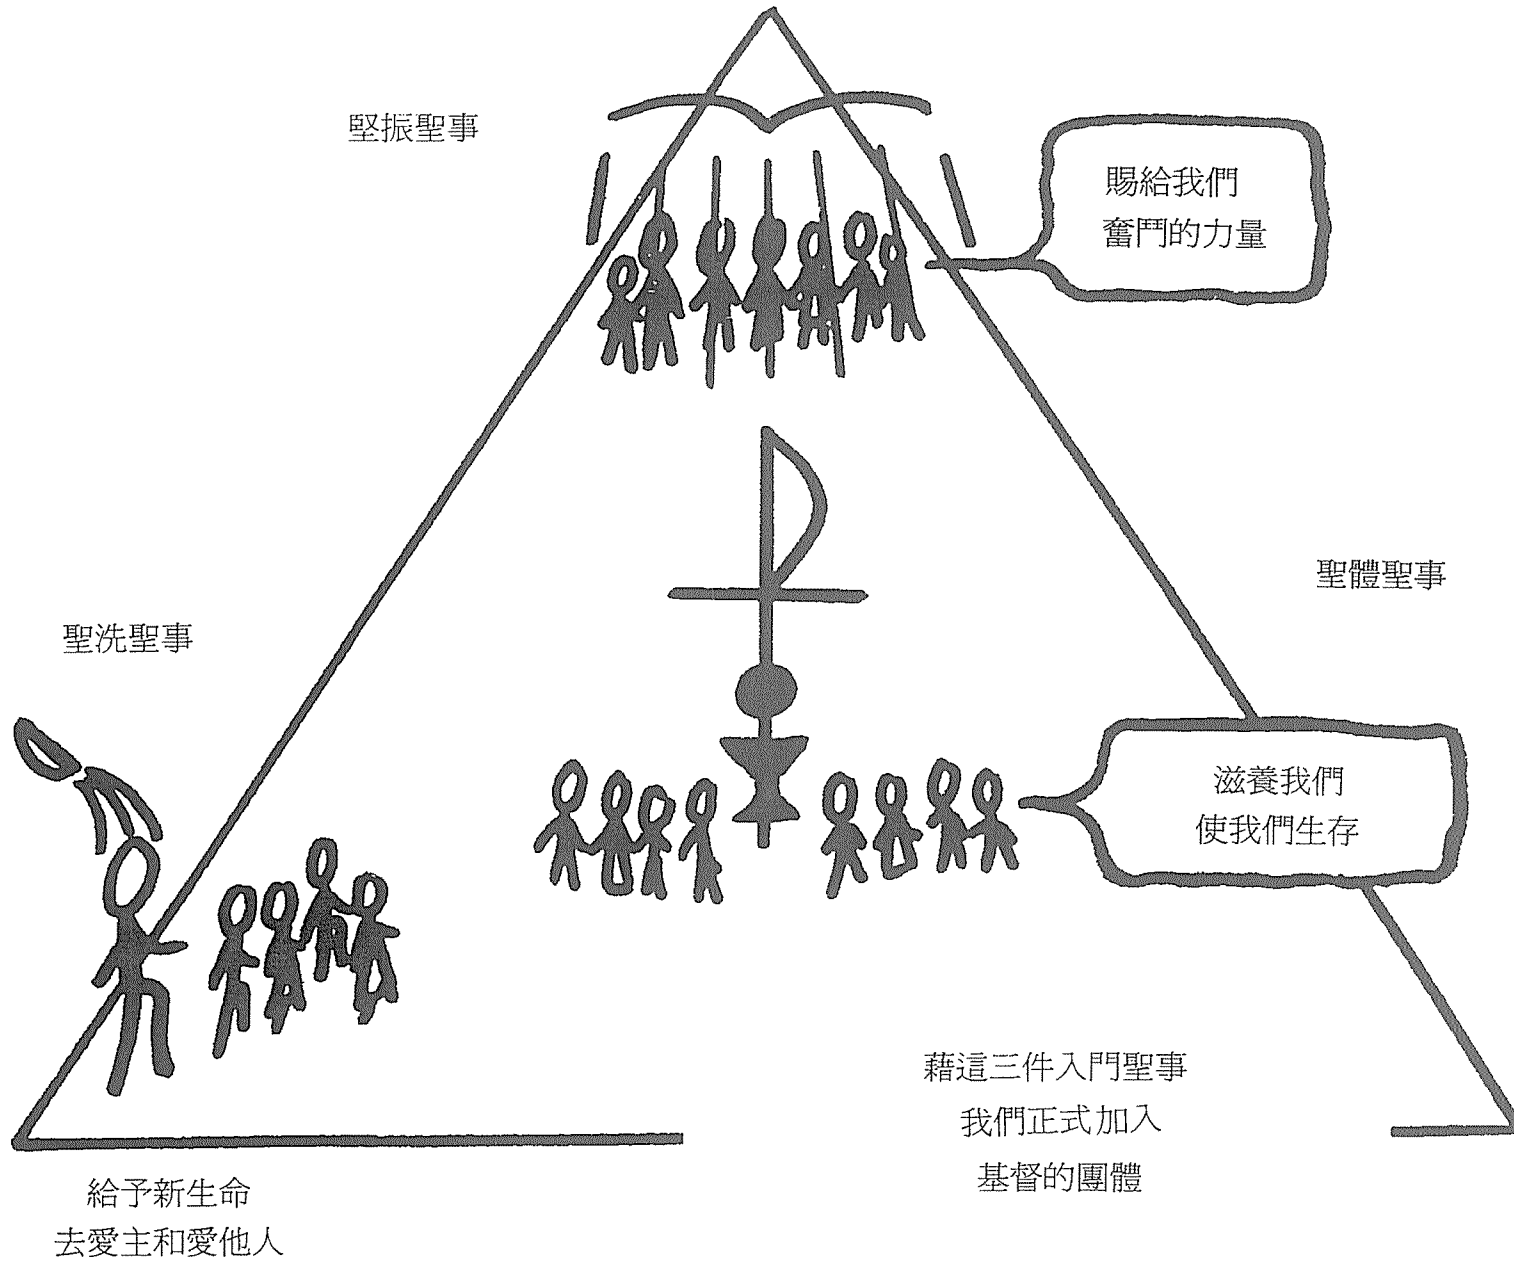 堅振聖事
賜給我們
奮鬥的力量
聖體聖事
聖洗聖事
滋養我們
使我們生存
藉這三件入門聖事
我們正式加入
基督的團體
給予新生命
去愛主和愛他人